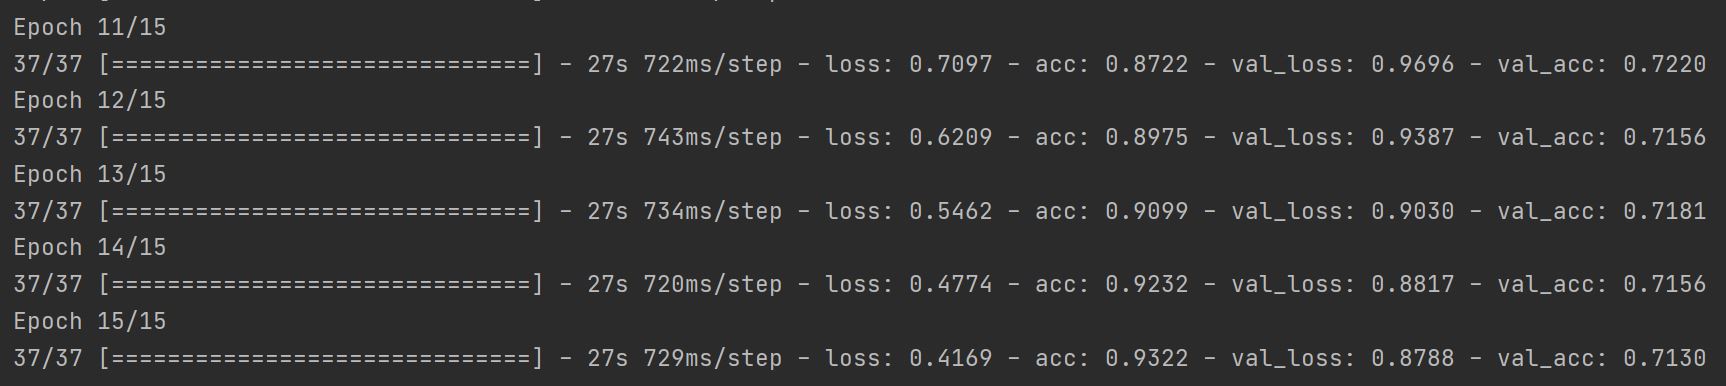 Epoch 11/15
37/37 [==============================] - 27s 722ms/step - loss: 0.7097 - acc: 0.8722 - val_loss: 0.9696 - val_acc: 0.7220
Epoch 12/15
37/37 [==============================] - 27s 743ms/step - loss: 0.6209 - acc: 0.8975 - val_loss: 0.9387 - val_acc: 0.7156
Epoch 13/15
37/37 [==============================] - 27s 734ms/step - loss: 0.5462 - acc: 0.9099 - val_loss: 0.9030 - val_acc: 0.7181
Epoch 14/15
37/37 [==============================] - 27s 720ms/step - loss: 0.4774 - acc: 0.9232 - val_loss: 0.8817 - val_acc: 0.7156
Epoch 15/15
37/37 [==============================] - 27s 729ms/step - loss: 0.4169 - acc: 0.9322 - val_loss: 0.8788 - val_acc: 0.7130